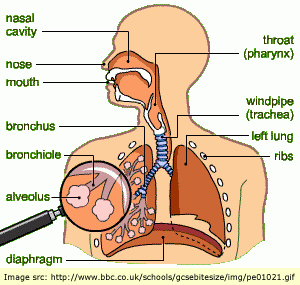 nasal
cavity
nose
mouth
throat
(pharynx)
windpipe
(trachea)
bronchus
left lung
bronchiole
ribs
alveolus
diaphragm
Image src: http://www.bbc.co.uk/schools/gcsebitesize/img/pe01021.gif